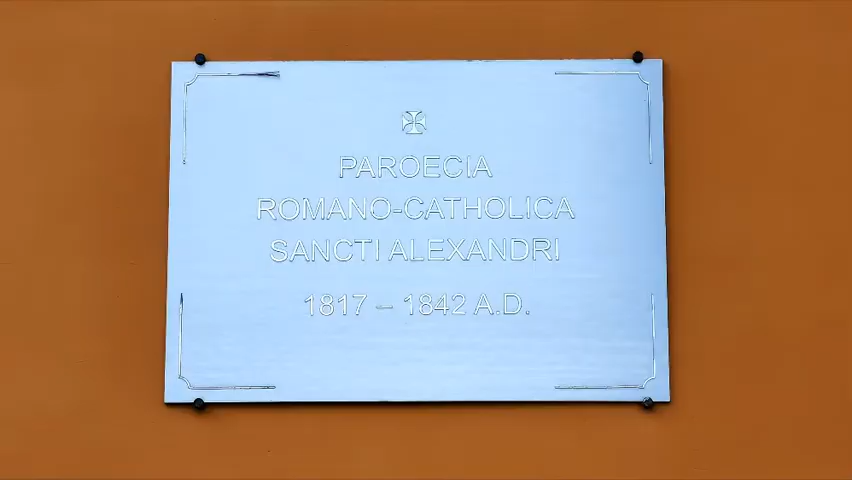 PAROECIA
ROMANO-CATHOLICA
SANCTI ALEXANDRI
1817 – 1842 A.D.